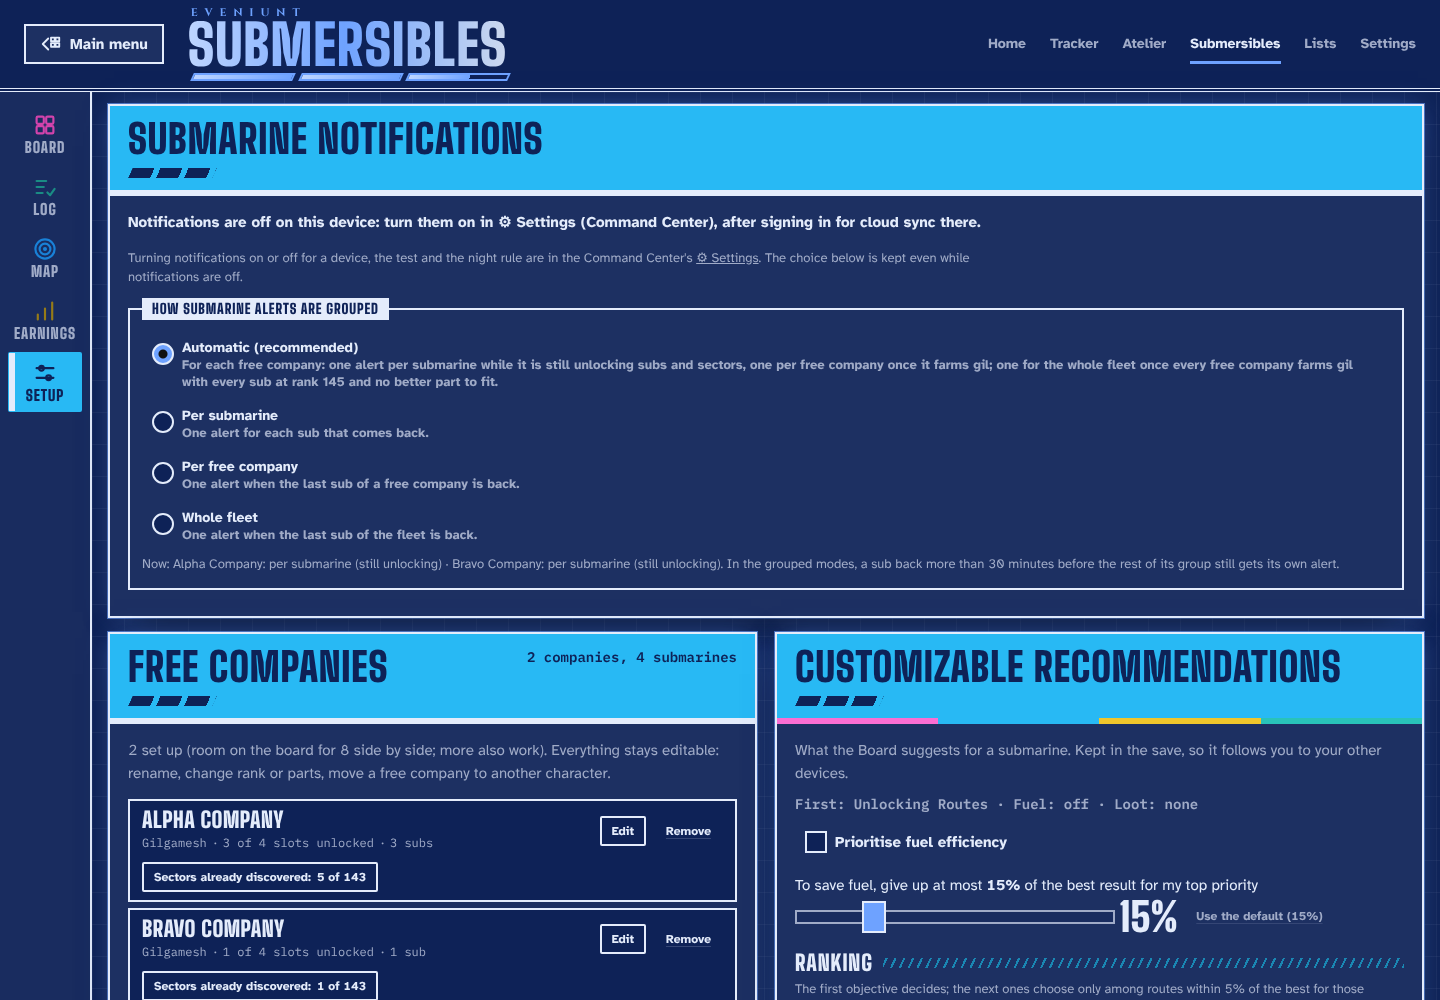 Main menu
EVENIUNT
SUBMERSIBLES
Home
Tracker
Atelier
Submersibles
Lists
Settings
BOARD
LOG
MAP
EARNINGS
SETUP
SUBMARINE NOTIFICATIONS
Notifications are off on this device: turn them on in ⚙ Settings (Command Center), after signing in for cloud sync there.
Turning notifications on or off for a device, the test and the night rule are in the Command Center's ⚙ Settings. The choice below is kept even while
notifications are off.
HOW SUBMARINE ALERTS ARE GROUPED
Automatic (recommended)
For each free company: one alert per submarine while it is still unlocking subs and sectors, one per free company once it farms gil; one for the whole fleet once every free company farms gil
with every sub at rank 145 and no better part to fit.
Per submarine
One alert for each sub that comes back.
Per free company
One alert when the last sub of a free company is back.
Whole fleet
One alert when the last sub of the fleet is back.
Now: Alpha Company: per submarine (still unlocking) · Bravo Company: per submarine (still unlocking). In the grouped modes, a sub back more than 30 minutes before the rest of its group still gets its own alert.
FREE COMPANIES
2 companies, 4 submarines
2 set up (room on the board for 8 side by side; more also work). Everything stays editable:
rename, change rank or parts, move a free company to another character.
ALPHA COMPANY
Gilgamesh · 3 of 4 slots unlocked · 3 subs
Edit
Remove
Sectors already discovered: 5 of 143
BRAVO COMPANY
Gilgamesh · 1 of 4 slots unlocked · 1 sub
Edit
Remove
Sectors already discovered: 1 of 143
CUSTOMIZABLE RECOMMENDATIONS
What the Board suggests for a submarine. Kept in the save, so it follows you to your other
devices.
First: Unlocking Routes · Fuel: off · Loot: none
Prioritise fuel efficiency
To save fuel, give up at most 15% of the best result for my top priority
15%
Use the default (15%)
RANKING
The first objective decides; the next ones choose only among routes within 5% of the best for those